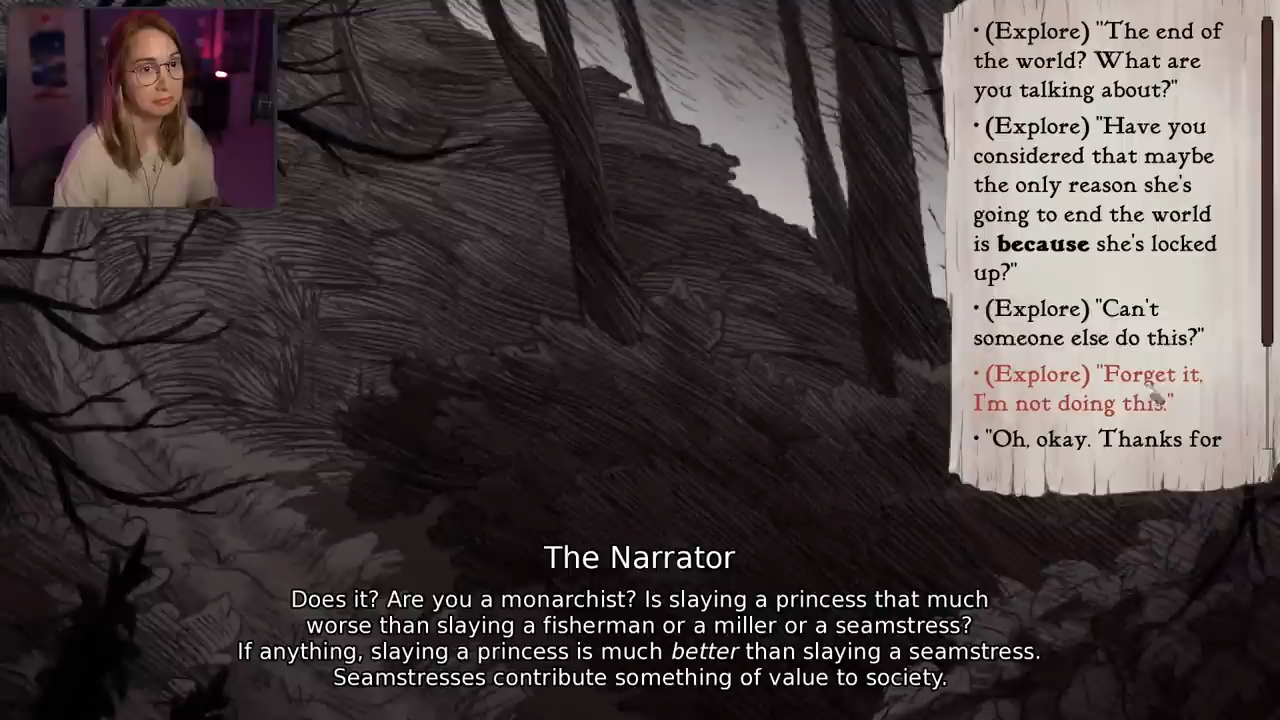 • (Explore) "The end of
the world? What are
you talking about?"
• (Explore) "Have you
considered that maybe
the only reason she's
going to end the world
is because she's locked
up?"
• (Explore) "Can't
someone else do this?"
• (Explore) "Forget it,
I'm not doing this."
• "Oh, okay. Thanks for
The Narrator
Does it? Are you a monarchist? Is slaying a princess that much
worse than slaying a fisherman or a miller or a seamstress?
If anything, slaying a princess is much better than slaying a seamstress.
Seamstresses contribute something of value to society.